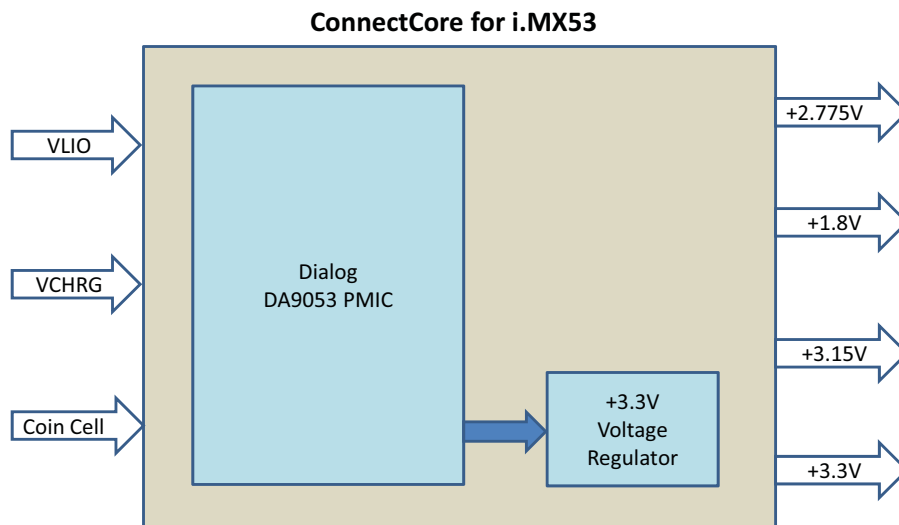 ConnectCore for i.MX53
VLIO
VCHRG
Coin Cell
Dialog
DA9053 PMIC
+3.3V
Voltage
Regulator
+2.775V
+1.8V
+3.15V
+3.3V